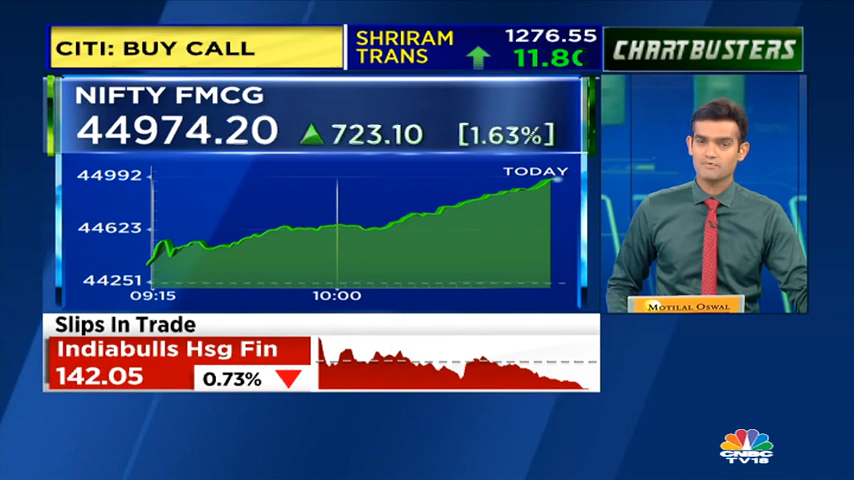 CITI: BUY CALL
SHRIRAM
TRANS
1276.55
11.80
CHARTBUSTERS
NIFTY FMCG
44974.20 723.10 [1.63%]
TODAY
44992
44623
44251
09:15 10:00
MOTILAL OSWAL
Slips In Trade
Indiabulls Hsg Fin
142.05 0.73%
CNBC
TV18